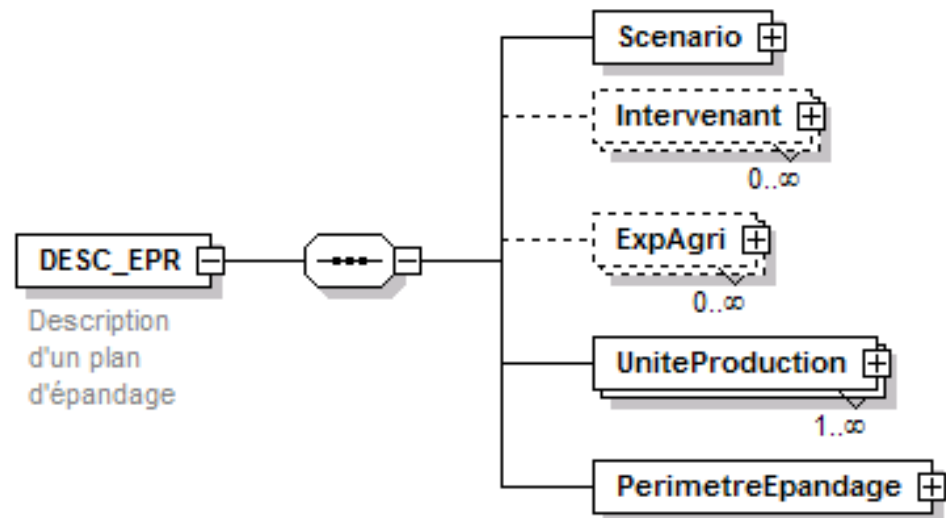 Scenario
Intervenant
0..∞
ExpAgri
0..∞
DESC_EPR
Description
d'un plan
d'épandage
UniteProduction
1..∞
PerimetreEpandage